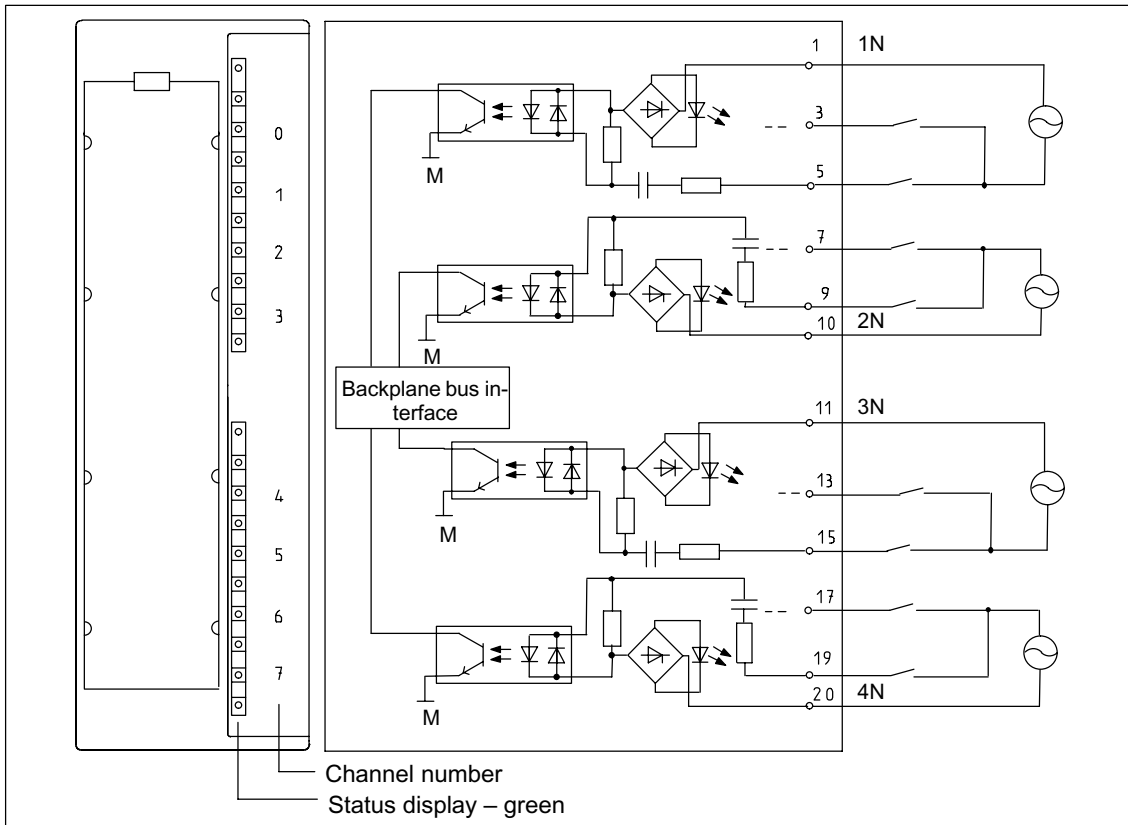 0
1
2
3
4
5
6
7
1 1N
3
5
M
7
9
10 2N
M
Backplane bus in-
terface
11 3N
13
15
M
17
19
20 4N
M
Channel number
Status display – green